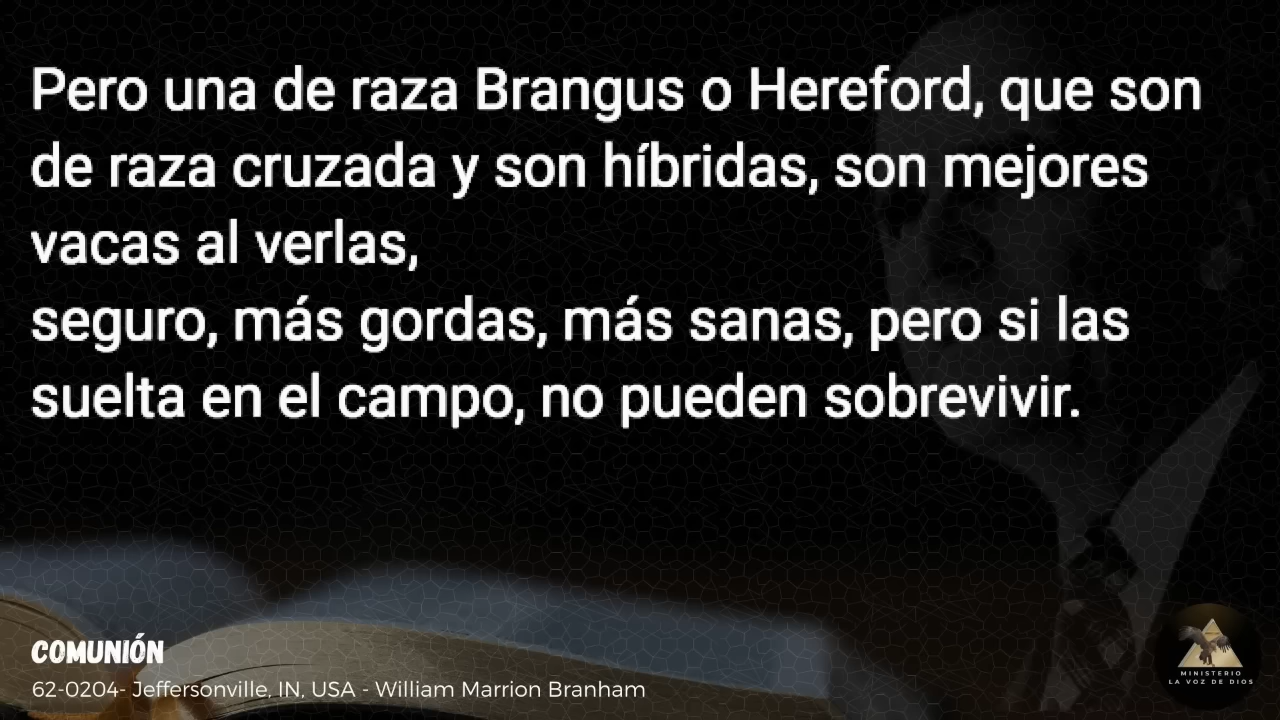 Pero una de raza Brangus o Hereford, que son
de raza cruzada y son híbridas, son mejores
vacas al verlas,
seguro, más gordas, más sanas, pero si las
suelta en el campo, no pueden sobrevivir.
COMUNIÓN
62-0204- Jeffersonville, IN, USA - William Marrion Branham
MINISTERIO
LA VOZ DE DIOS